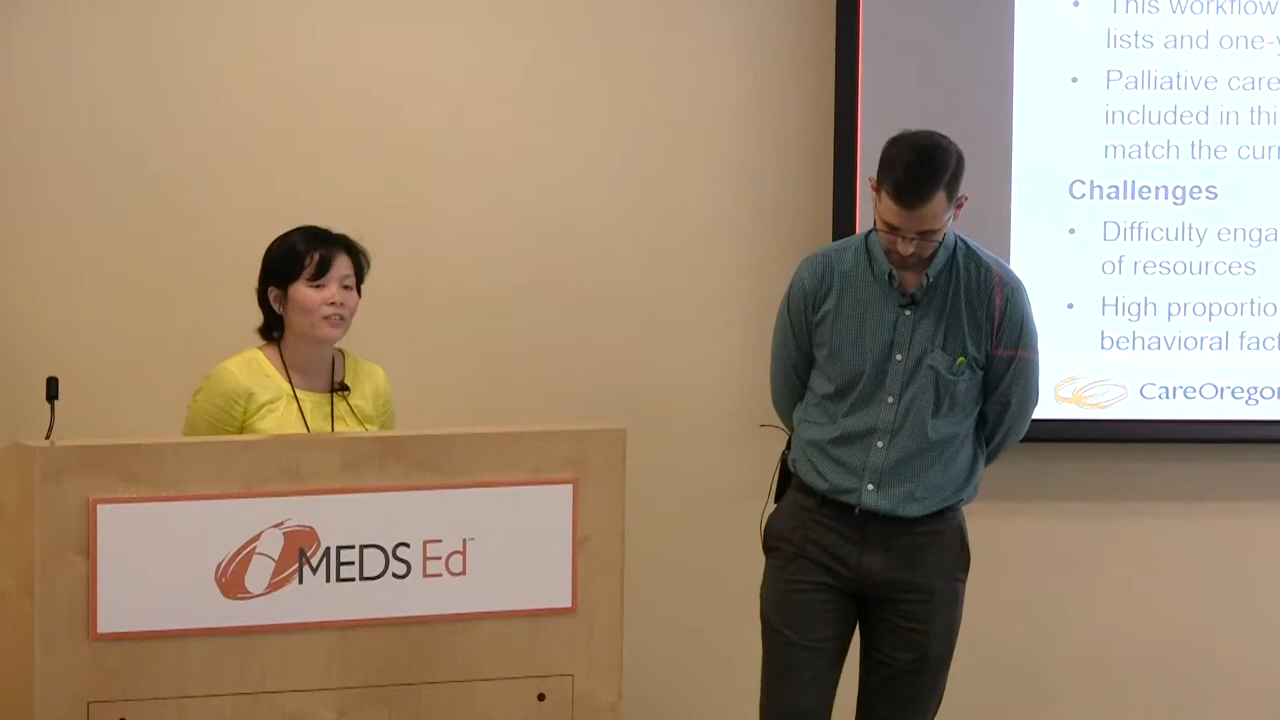 This workflow
lists and one-y
• Palliative care
included in thi
match the curr
Challenges
• Difficulty enga
of resources
• High proportio
behavioral fact
CareOregon
MEDS Ed™